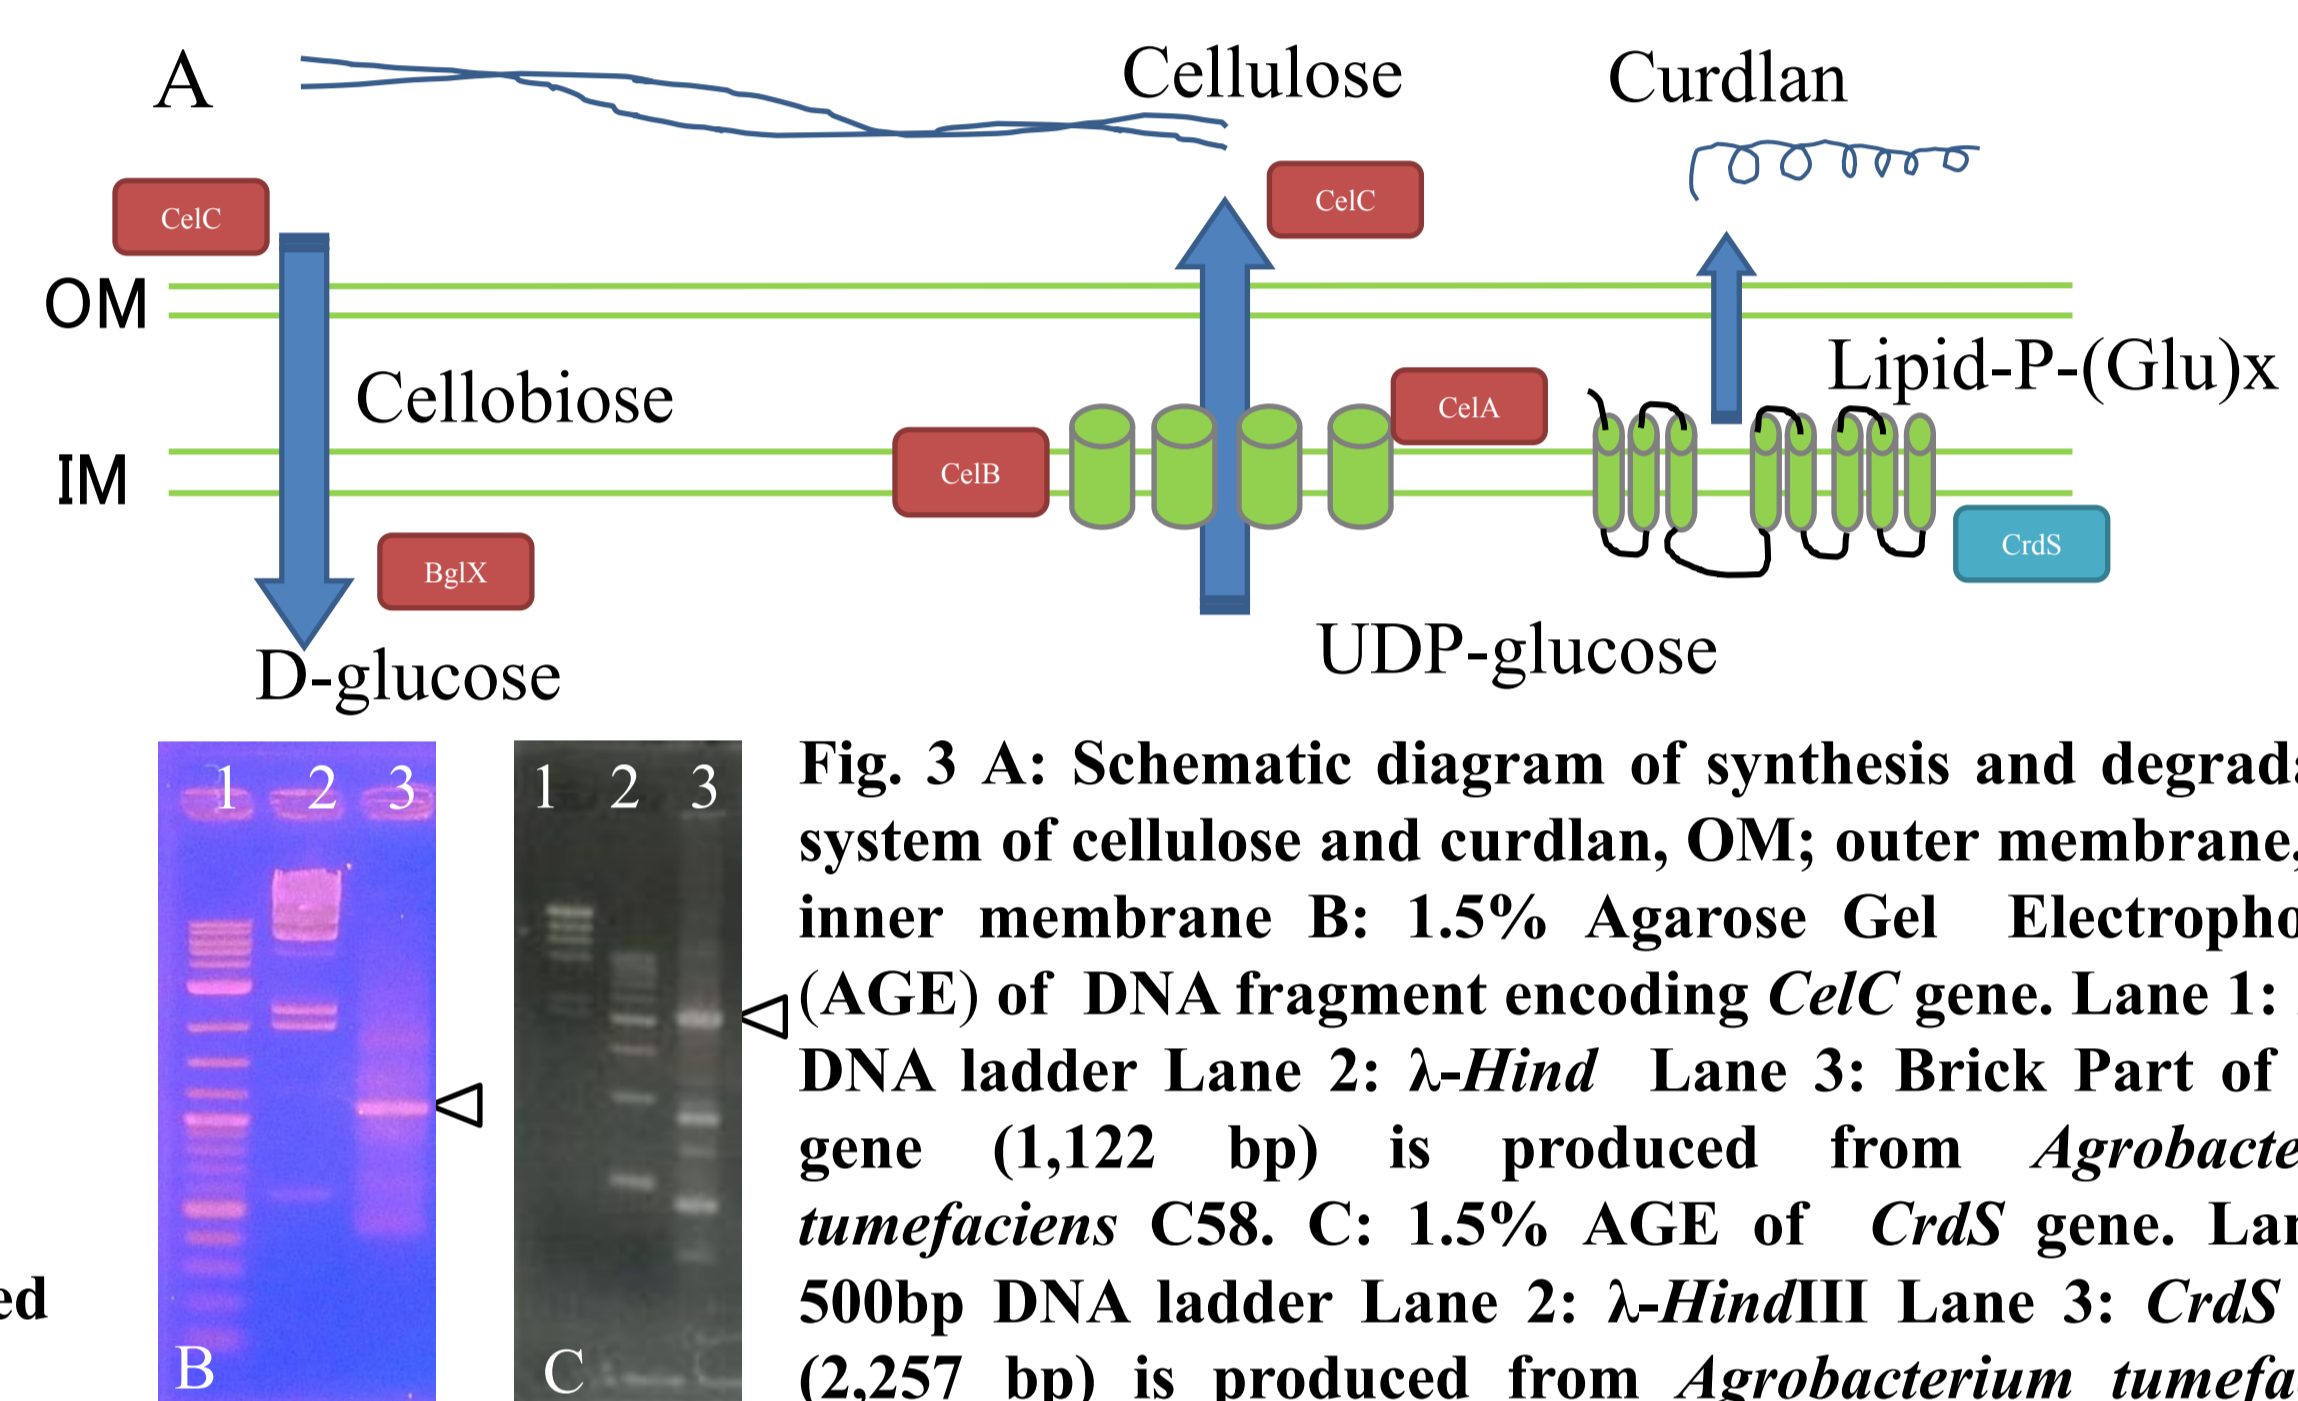 A
Cellulose
Curdlan
CelC
CelC
OM
Lipid-P-(Glu)x
Cellobiose
CelA
IM
CelB
BglX
CrdS
UDP-glucose
D-glucose
1 2 3
1 2 3
B
C
ed
Fig. 3 A: Schematic diagram of synthesis and degrad
system of cellulose and curdlan, OM; outer membrane,
inner membrane B: 1.5% Agarose Gel Electropho
(AGE) of DNA fragment encoding CelC gene. Lane 1:
DNA ladder Lane 2: λ-Hind Lane 3: Brick Part of
gene (1,122 bp) is produced from Agrobacte
tumefaciens C58. C: 1.5% AGE of CrdS gene. Lan
500bp DNA ladder Lane 2: λ-HindIII Lane 3: CrdS
(2,257 bp) is produced from Agrobacterium tumefa